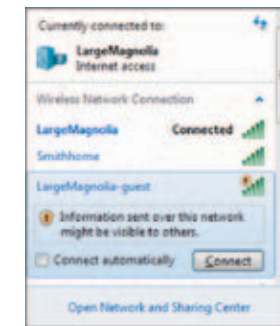 Currently connected to:
LargeMagnolia
Internet access
Wireless Network Connection
LargeMagnolia Connected
Smithhome
LargeMagnolia-guest
Information sent over this network
might be visible to others.
Connect automatically Connect
Open Network and Sharing Center